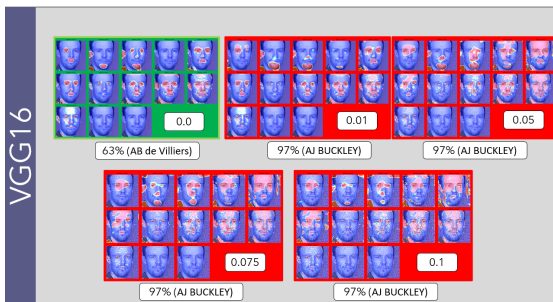 VGG16
0.0
0.01
0.05
63% (AB de Villiers)
97% (AJ BUCKLEY)
97% (AJ BUCKLEY)
0.075
0.1
97% (AJ BUCKLEY)
97% (AJ BUCKLEY)